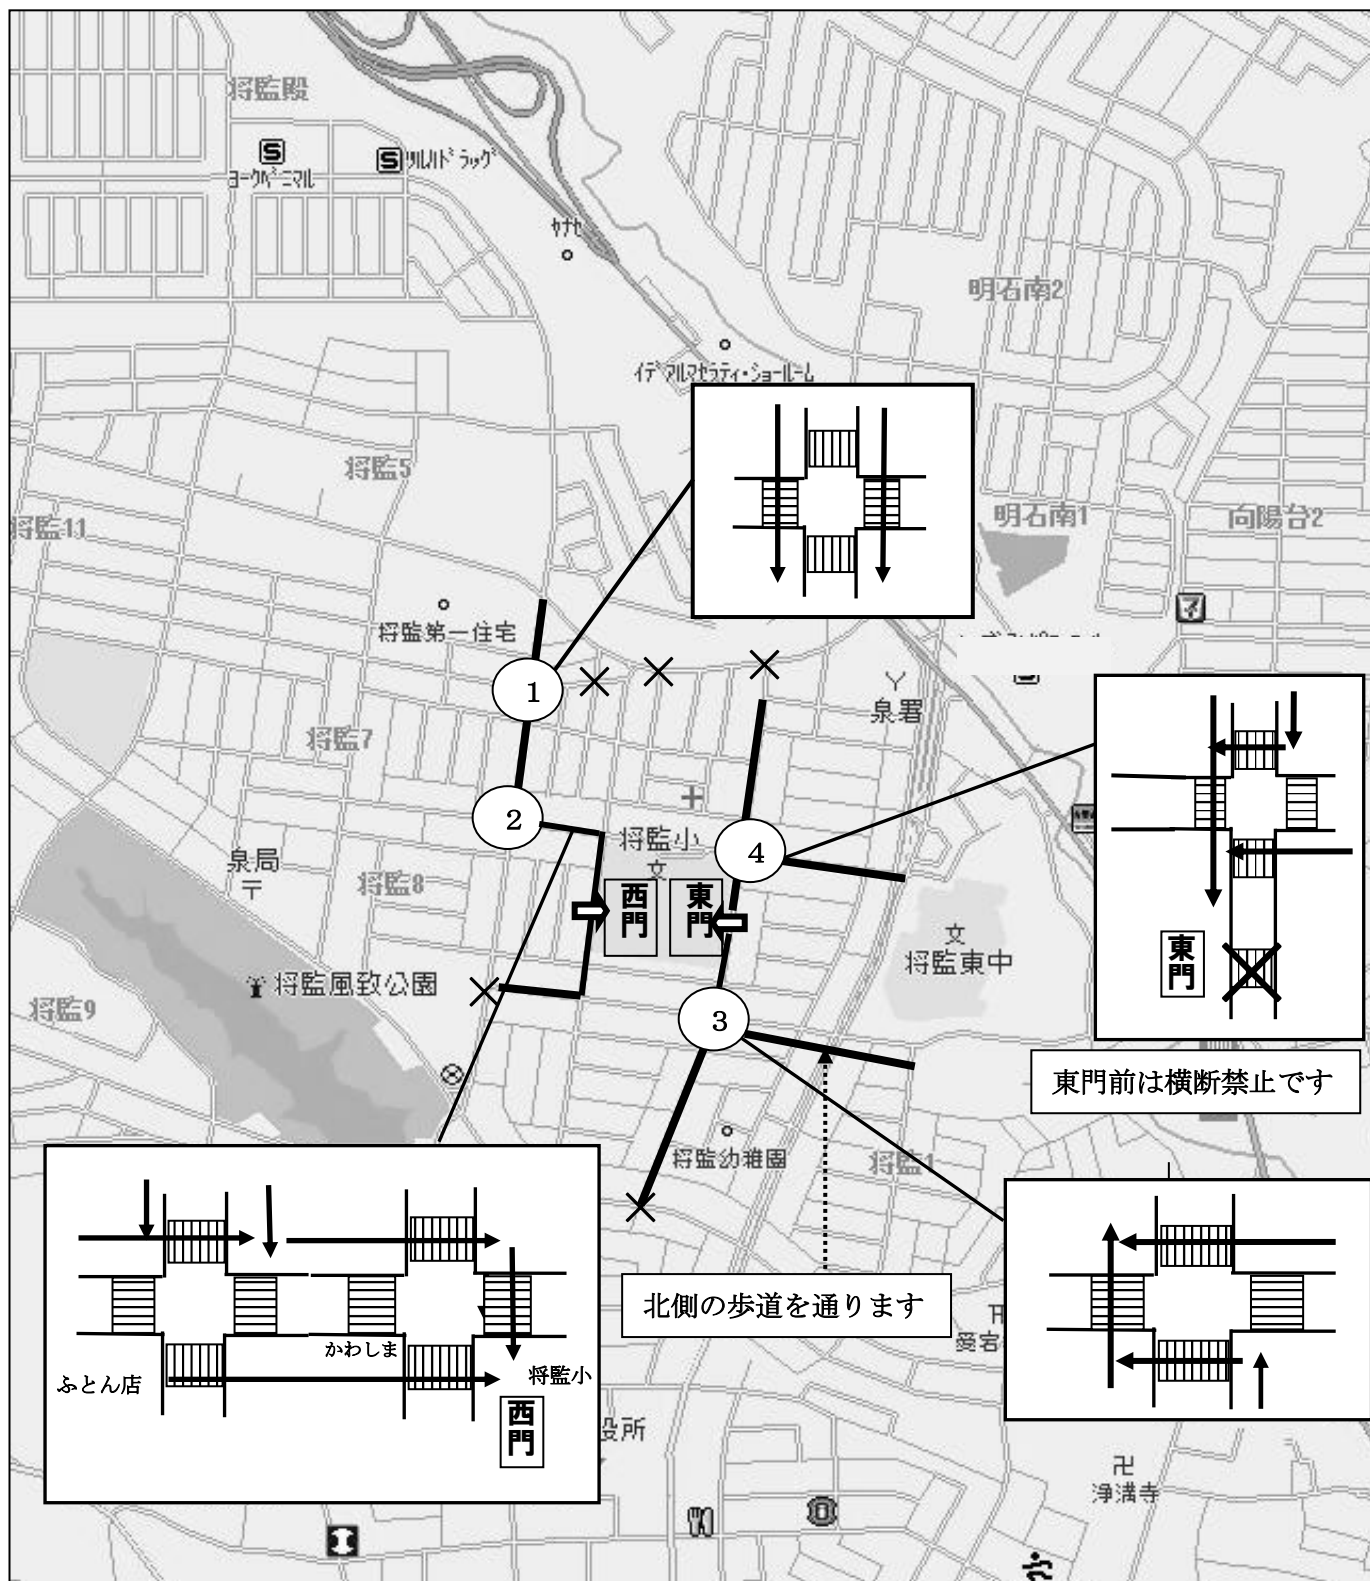 将監殿
ﾖｰｸﾍﾞﾆﾏﾙ
ﾂﾙﾊﾄﾞﾗｯｸﾞ
ﾔﾅｾ
明石南2
ｲﾃﾞｱﾙﾏｾﾗﾃｨ・ｼｮｰﾙｰﾑ
将監5
将監11
明石南1
向陽台2
将監第一住宅
1
泉署
将監7
2
将監小
文
4
泉局
〒
将監8
西門
東門
文
将監東中
東門
将監風致公園
将監9
3
東門前は横断禁止です
将監幼稚園
将監1
北側の歩道を通ります
愛宕
かわしま
ふとん店
将監小
西門
役所
卍
浄満寺